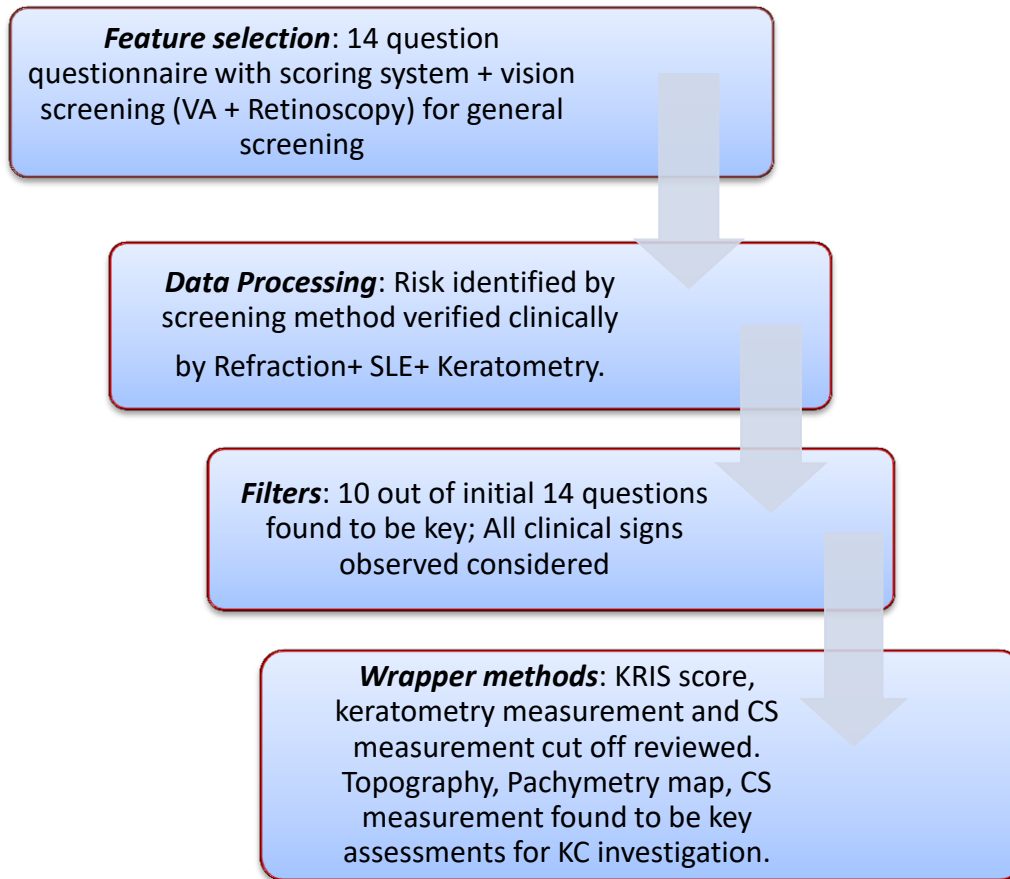 Feature selection: 14 question
questionnaire with scoring system + vision
screening (VA + Retinoscopy) for general
screening
Data Processing: Risk identified by
screening method verified clinically
by Refraction+ SLE+ Keratometry.
Filters: 10 out of initial 14 questions
found to be key; All clinical signs
observed considered
Wrapper methods: KRIS score,
keratometry measurement and CS
measurement cut off reviewed.
Topography, Pachymetry map, CS
measurement found to be key
assessments for KC investigation.